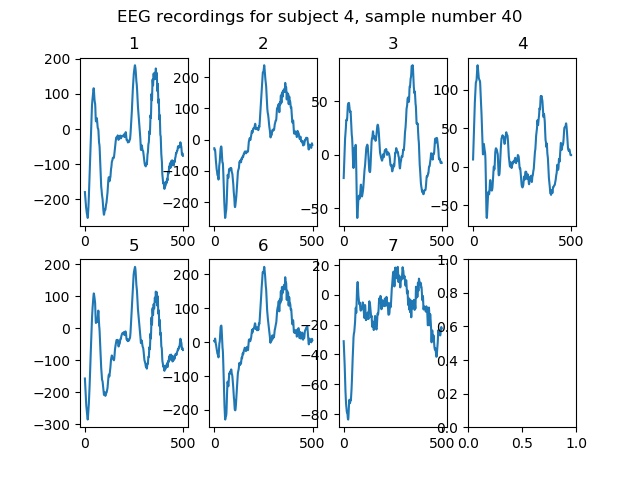 EEG recordings for subject 4, sample number 40
1 2 3 4
200 200 50 100
100 100 0 50
0 0 −50 0
−100 −100 −50
−200 −200
0 500 0 500 0 500 0 500
5 6 7
200 200 20 1.0
100 100 0 0.8
0 0 −20 0.6
−100 −100 −40 0.4
−200 −200 −60 0.2
−300 −80 0.0
0 500 0 500 0 500 0.0 0.5 1.0